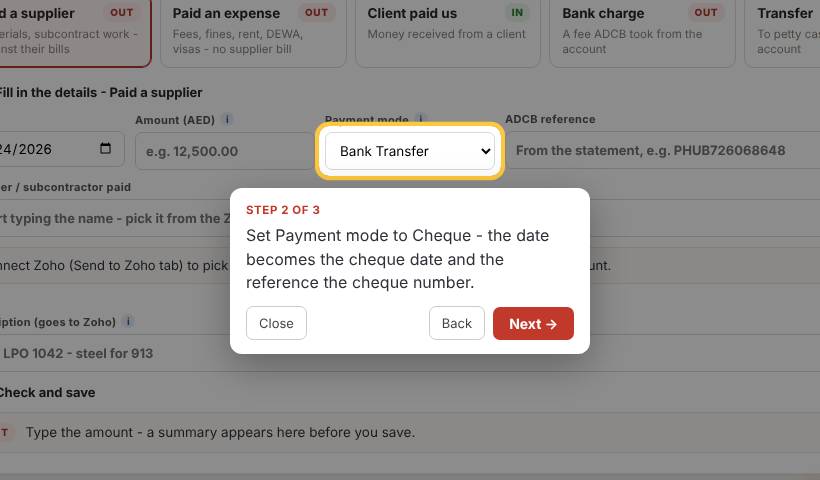 d a supplier OUT
erials, subcontract work -
nst their bills
Paid an expense OUT
Fees, fines, rent, DEWA,
visas - no supplier bill
Client paid us IN
Money received from a client
Bank charge OUT
A fee ADCB took from the
account
Transfer
To petty cas
account
Fill in the details - Paid a supplier
Amount (AED) i
Payment mode i
ADCB reference
24/2026
e.g. 12,500.00
Bank Transfer
From the statement, e.g. PHUB726068648
er / subcontractor paid
rt typing the name - pick it from the Z
nnect Zoho (Send to Zoho tab) to pick
unt.
STEP 2 OF 3
Set Payment mode to Cheque - the date
becomes the cheque date and the
reference the cheque number.
Close
Back
Next →
iption (goes to Zoho) i
LPO 1042 - steel for 913
Check and save
T Type the amount - a summary appears here before you save.